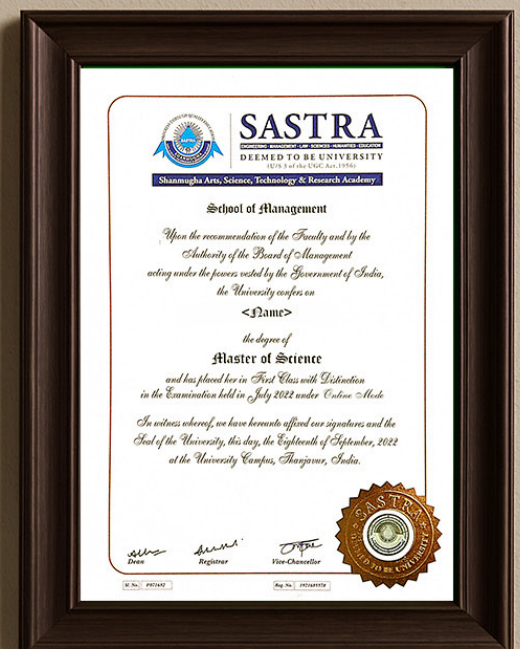 SASTRA
ENGINEERING · MANAGEMENT · LAW · SCIENCES · HUMANITIES · EDUCATION
DEEMED TO BE UNIVERSITY
(U/S 3 of the UGC Act, 1956)
Shanmugha Arts, Science, Technology & Research Academy
School of Management
Upon the recommendation of the Faculty and by the
Authority of the Board of Management
acting under the powers vested by the Government of India,
the University confers on
<Name>
the degree of
Master of Science
and has placed her in First Class with Distinction
in the Examination held in July 2022 under Online Mode
In witness whereof, we have hereunto affixed our signatures and the
Seal of the University, this day, the Eighteenth of September, 2022
at the University Campus, Thanjavur, India.
SASTRA
DEEMED TO BE UNIVERSITY
Dean Registrar Vice-Chancellor
Sl. No. Reg. No.